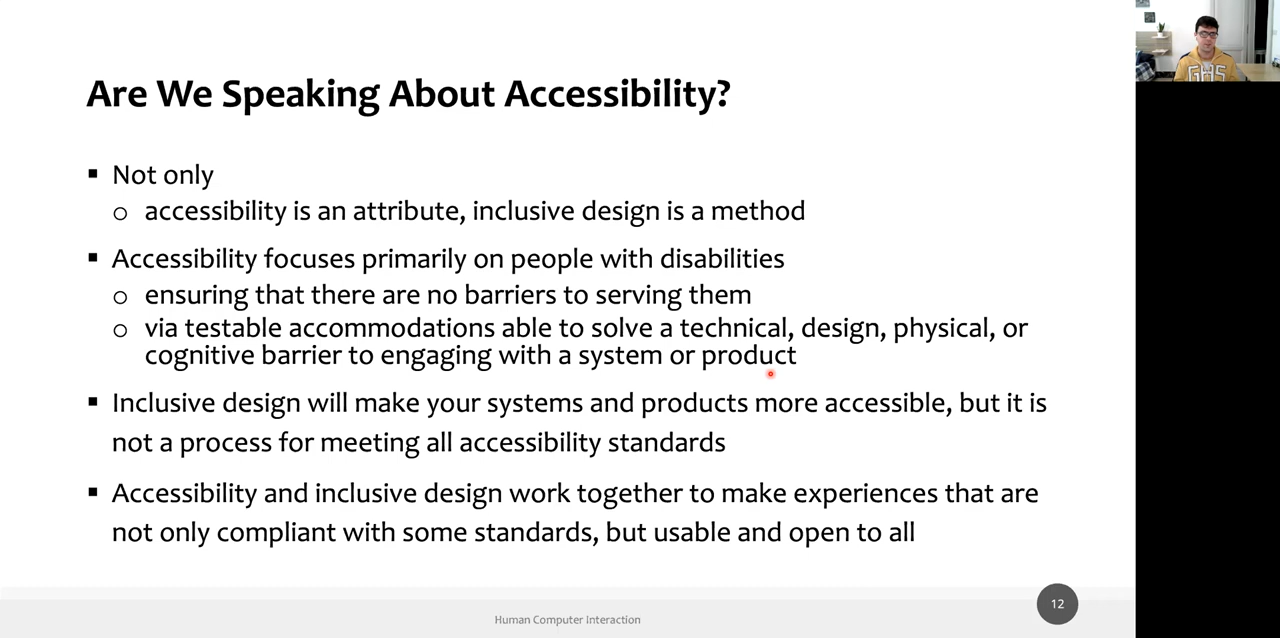 Are We Speaking About Accessibility?
▪ Not only
o accessibility is an attribute, inclusive design is a method
▪ Accessibility focuses primarily on people with disabilities
o ensuring that there are no barriers to serving them
o via testable accommodations able to solve a technical, design, physical, or
cognitive barrier to engaging with a system or product
▪ Inclusive design will make your systems and products more accessible, but it is
not a process for meeting all accessibility standards
▪ Accessibility and inclusive design work together to make experiences that are
not only compliant with some standards, but usable and open to all
Human Computer Interaction
12
GHS